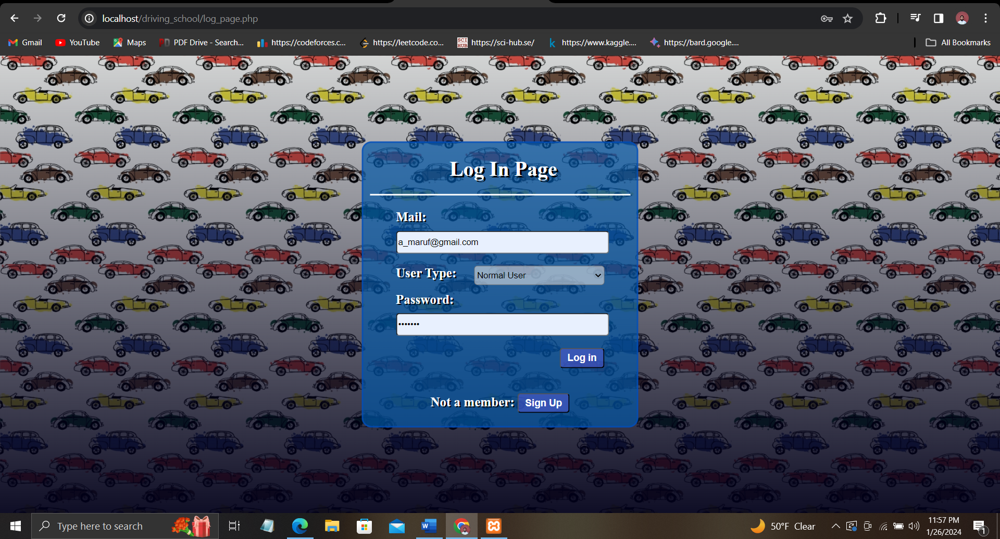 localhost/driving_school/log_page.php
Gmail YouTube Maps PDF Drive - Search... https://codeforces.c... https://leetcode.co... SCI HUB https://sci-hub.se/ k https://www.kaggle.... https://bard.google.... All Bookmarks
Log In Page
Mail:
a_maruf@gmail.com
User Type: Normal User
Password:
•••••••
Log in
Not a member: Sign Up
Type here to search
50°F Clear
11:57 PM
1/26/2024
1